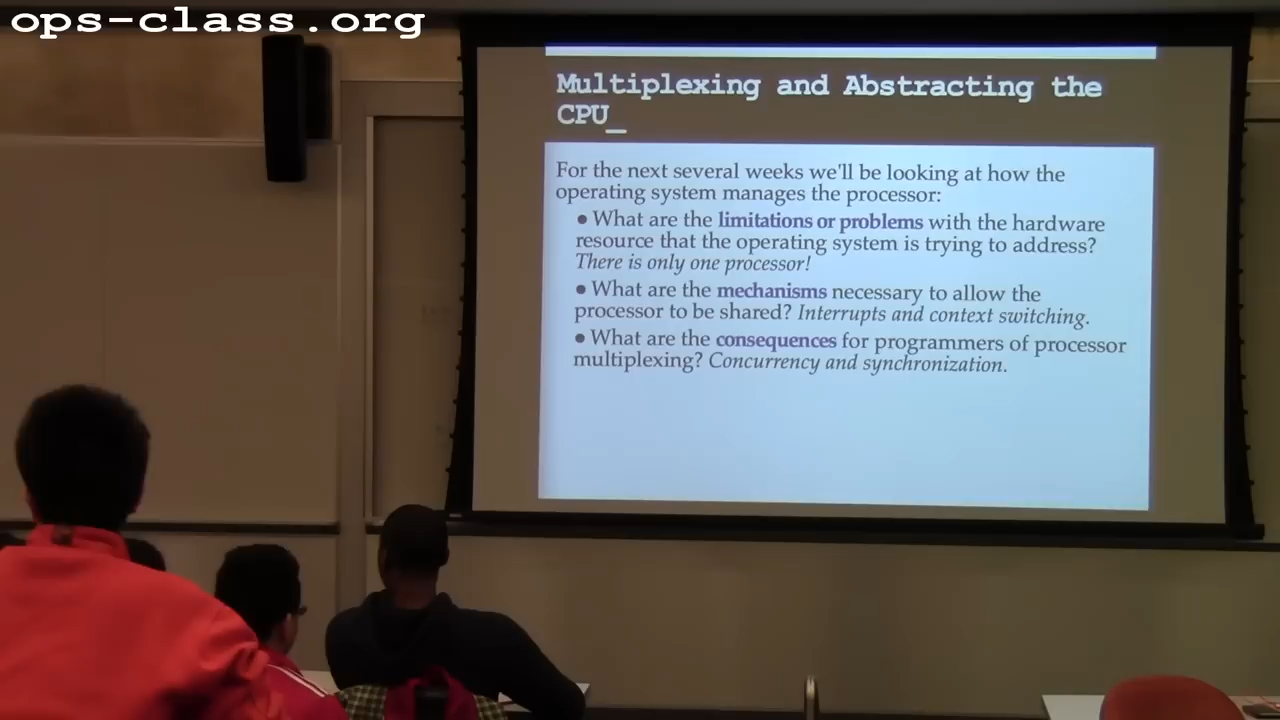 ops-class.org
Multiplexing and Abstracting the
CPU_
For the next several weeks we'll be looking at how the
operating system manages the processor:
● What are the limitations or problems with the hardware
resource that the operating system is trying to address?
There is only one processor!
● What are the mechanisms necessary to allow the
processor to be shared? Interrupts and context switching.
● What are the consequences for programmers of processor
multiplexing? Concurrency and synchronization.